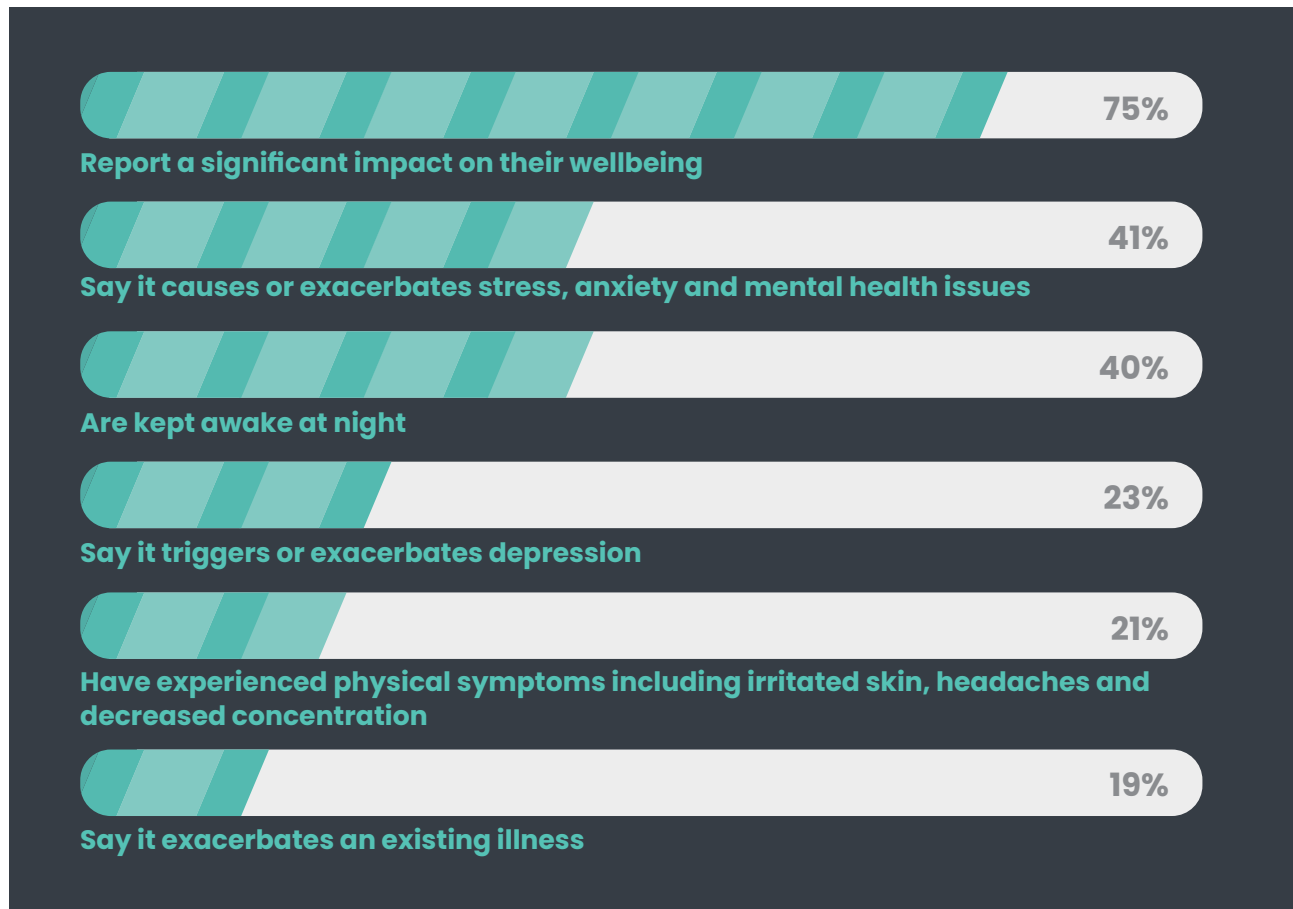 75%
Report a significant impact on their wellbeing
41%
Say it causes or exacerbates stress, anxiety and mental health issues
40%
Are kept awake at night
23%
Say it triggers or exacerbates depression
21%
Have experienced physical symptoms including irritated skin, headaches and
decreased concentration
19%
Say it exacerbates an existing illness